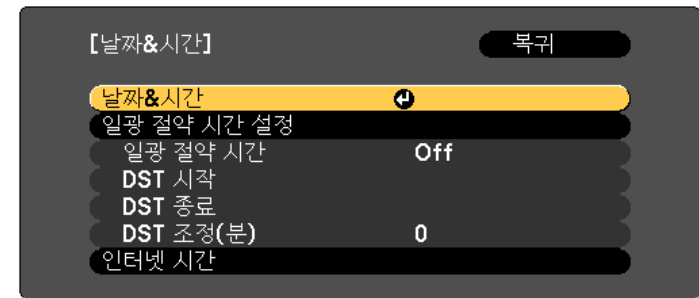 [날짜&시간] 복귀
날짜&시간
일광 절약 시간 설정
일광 절약 시간 Off
DST 시작
DST 종료
DST 조정(분) 0
인터넷 시간